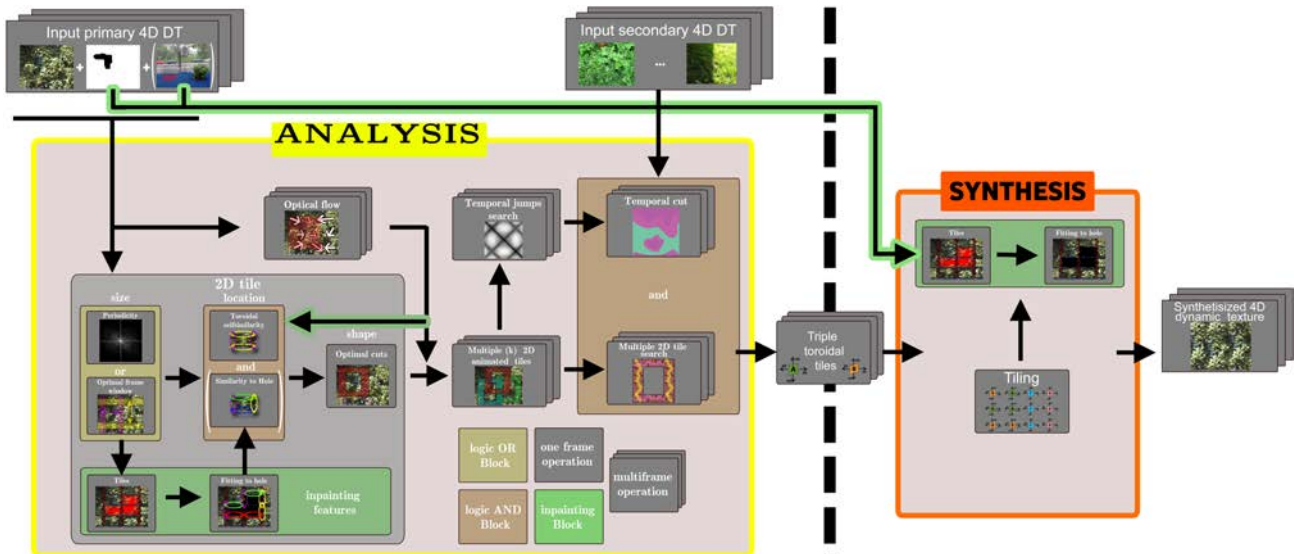 Input primary 4D DT
+
+
Input secondary 4D DT
...
ANALYSIS
SYNTHESIS
Optical flow
Temporal jumps
search
Temporal cut
Tiles
Fitting to hole
2D tile
size
location
Periodicity
Toroidal
selfsimilarity
shape
and
or
Optimal frame
window
and
Similarity to Hole
Optimal cuts
Multiple (k) 2D
animated tiles
Multiple 2D tile
search
Triple
toroidal
tiles
Synthetisized 4D
dynamic texture
Tiling
Tiles
Fitting to hole
inpainting
features
logic OR
Block
one frame
operation
multiframe
operation
logic AND
Block
inpainting
Block